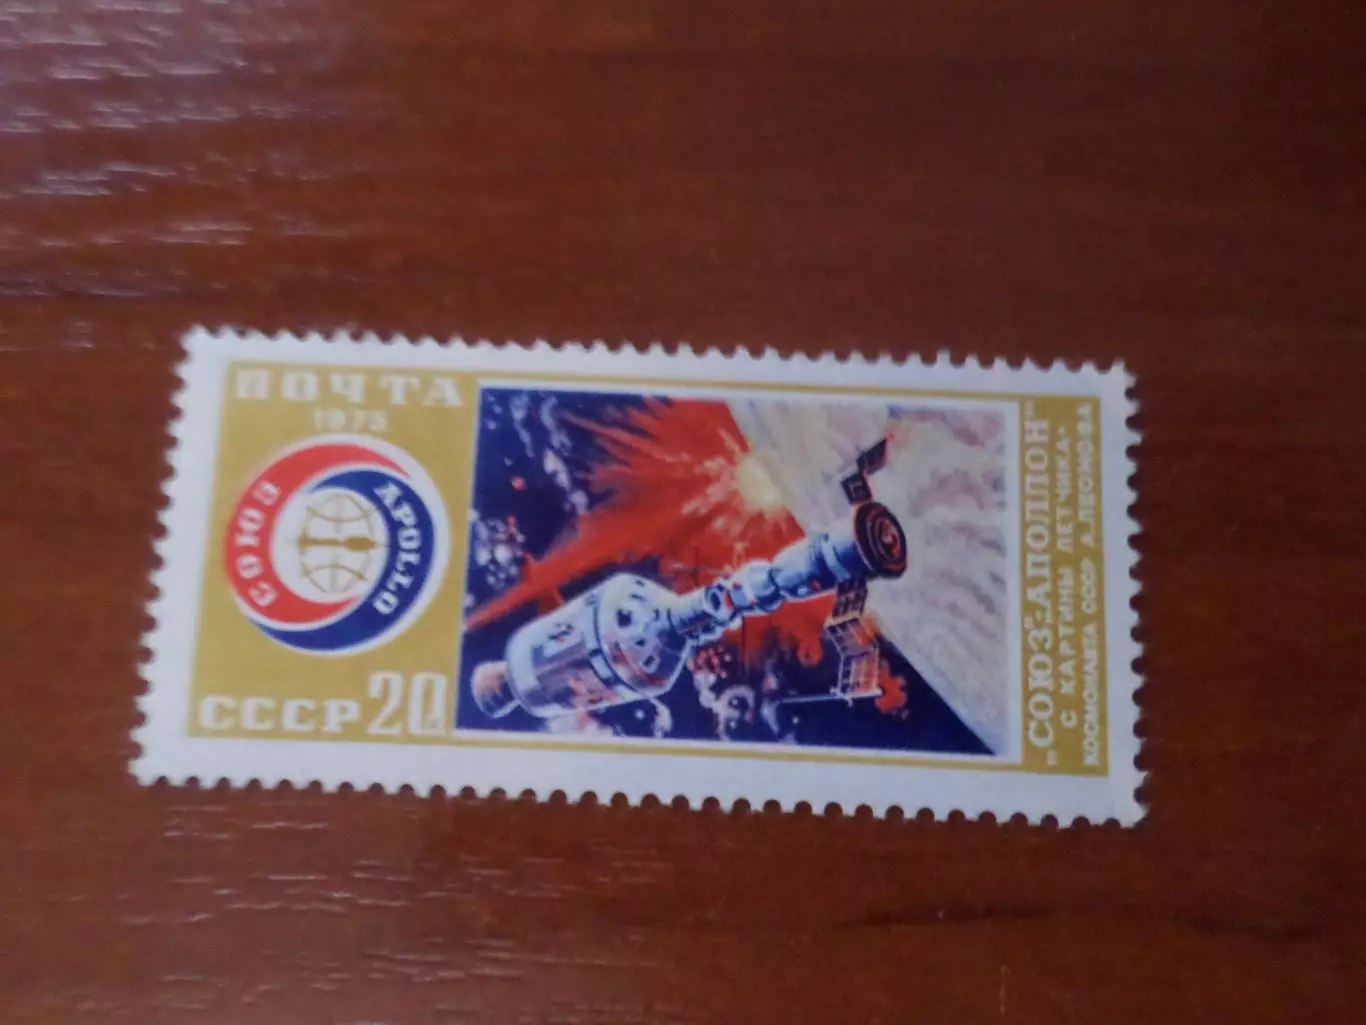 ПОЧТА
1975
СОЮЗ
APOLLO
СССР 20к
„СОЮЗ"-„АПОЛЛОН"
С КАРТИНЫ ЛЕТЧИКА-
КОСМОНАВТА СССР А.ЛЕОНОВА